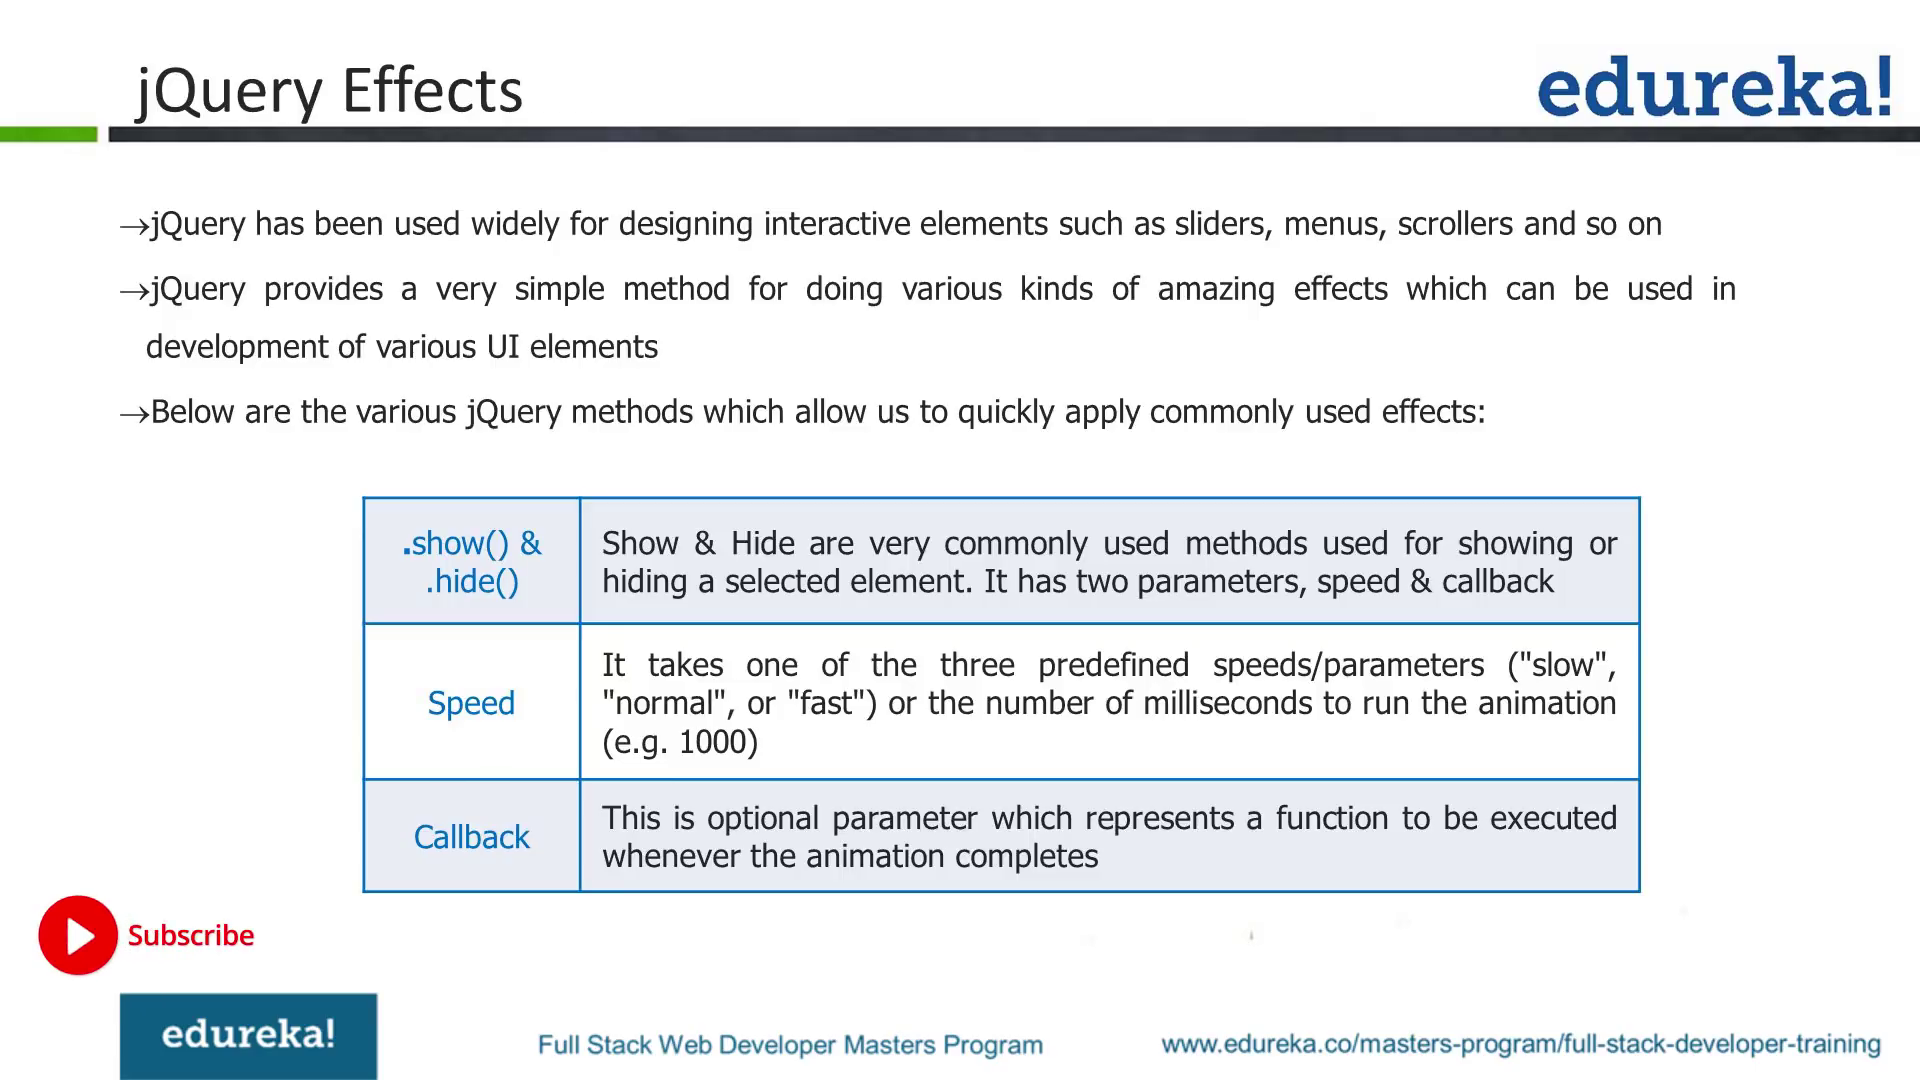 jQuery Effects
edureka!
→jQuery has been used widely for designing interactive elements such as sliders, menus, scrollers and so on
→jQuery provides a very simple method for doing various kinds of amazing effects which can be used in
development of various UI elements
→Below are the various jQuery methods which allow us to quickly apply commonly used effects:
.show() &
.hide()
Show & Hide are very commonly used methods used for showing or
hiding a selected element. It has two parameters, speed & callback
Speed
It takes one of the three predefined speeds/parameters ("slow",
"normal", or "fast") or the number of milliseconds to run the animation
(e.g. 1000)
Callback
This is optional parameter which represents a function to be executed
whenever the animation completes
Subscribe
edureka!
Full Stack Web Developer Masters Program
www.edureka.co/masters-program/full-stack-developer-training